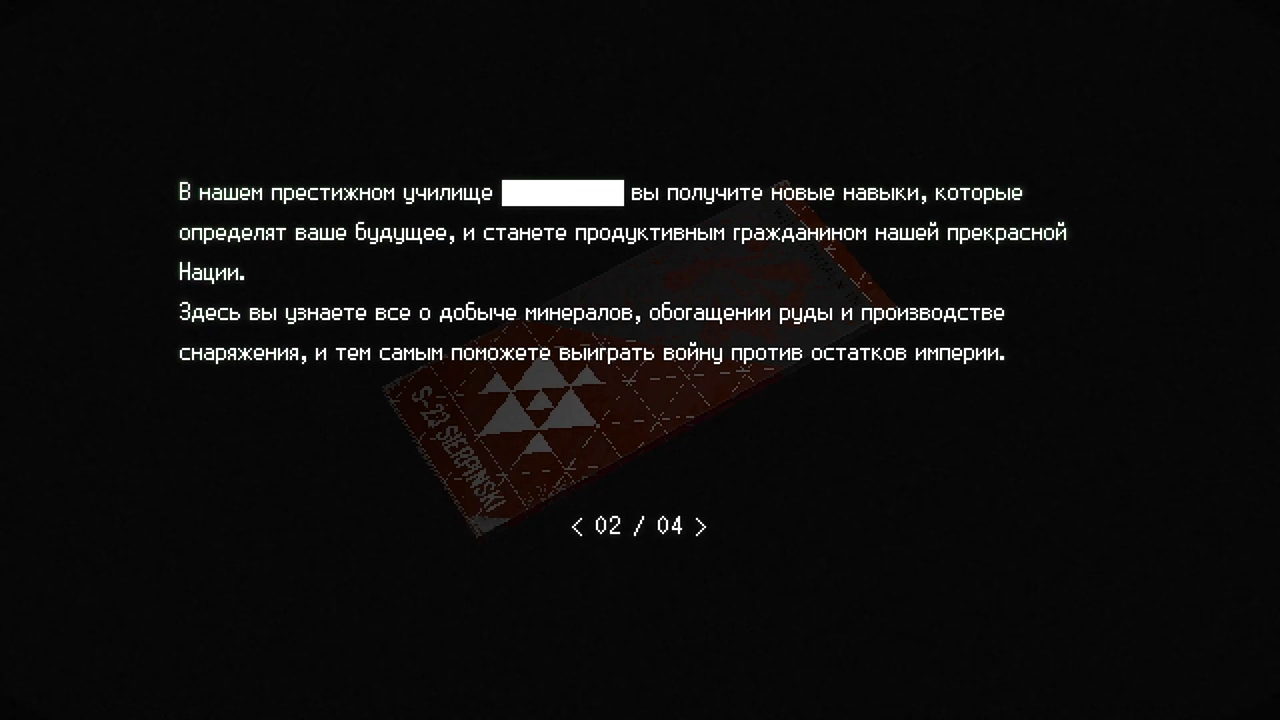 В нашем престижном училище вы получите новые навыки, которые
определят ваше будущее, и станете продуктивным гражданином нашей прекрасной
Нации.
Здесь вы узнаете все о добыче минералов, обогащении руды и производстве
снаряжения, и тем самым поможете выиграть войну против остатков империи.
S-23 SIERPINSKI
< 02 / 04 >